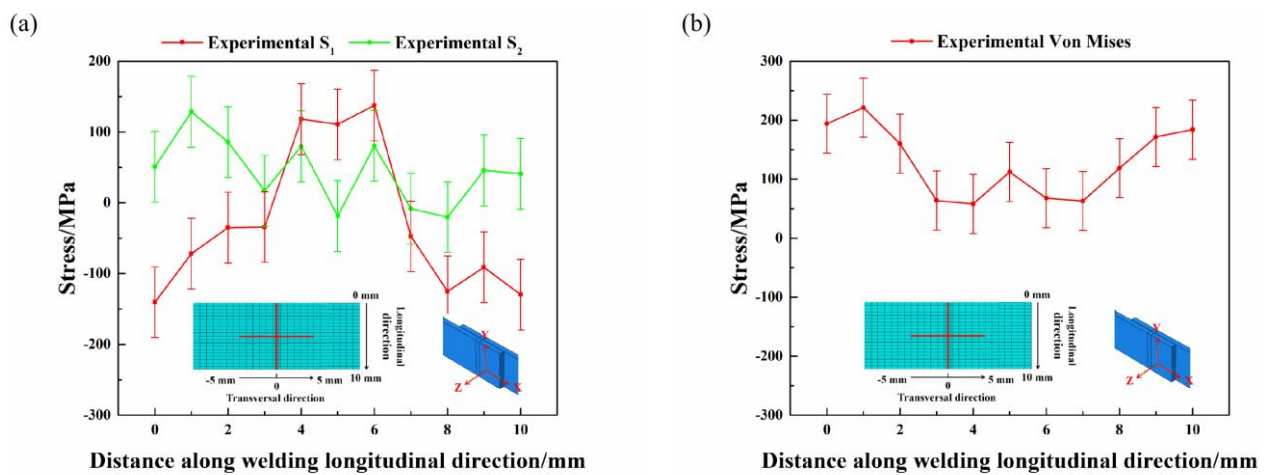 (a)
Experimental S1 Experimental S2
200
100
0
-100
-200
-300
Stress/MPa
0 mm
Longitudinal
direction
10 mm
-5 mm 0 5 mm
Transversal direction
Y
Z X
0 2 4 6 8 10
Distance along welding longitudinal direction/mm
(b)
Experimental Von Mises
300
200
100
0
-100
-200
-300
Stress/MPa
0 mm
Longitudinal
direction
10 mm
-5 mm 0 5 mm
Transversal direction
Y
Z X
0 2 4 6 8 10
Distance along welding longitudinal direction/mm